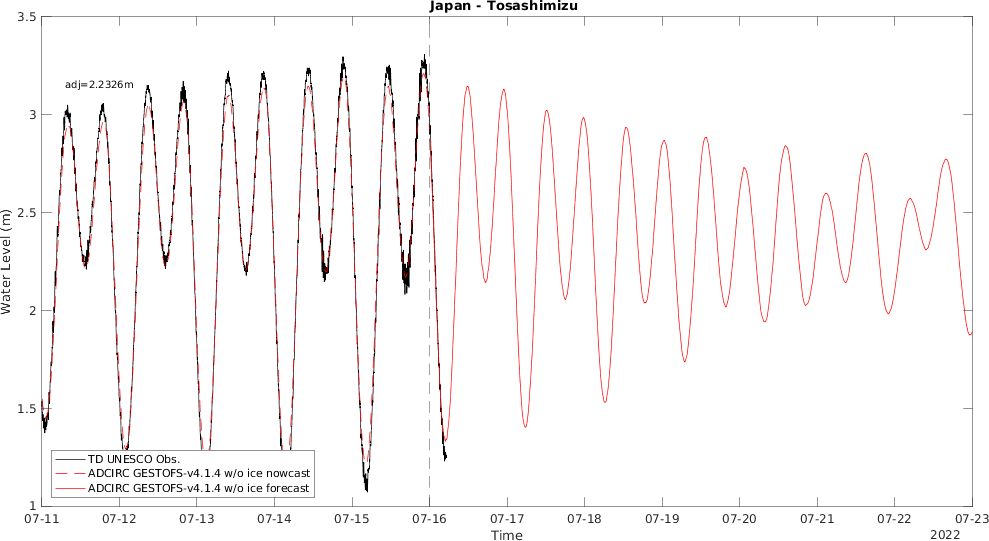 Japan - Tosashimizu
3.5
adj=2.2326m
3
2.5
Water Level (m)
2
1.5
TD UNESCO Obs.
ADCIRC GESTOFS-v4.1.4 w/o ice nowcast
ADCIRC GESTOFS-v4.1.4 w/o ice forecast
1
07-11 07-12 07-13 07-14 07-15 07-16 07-17 07-18 07-19 07-20 07-21 07-22 07-23
Time 2022